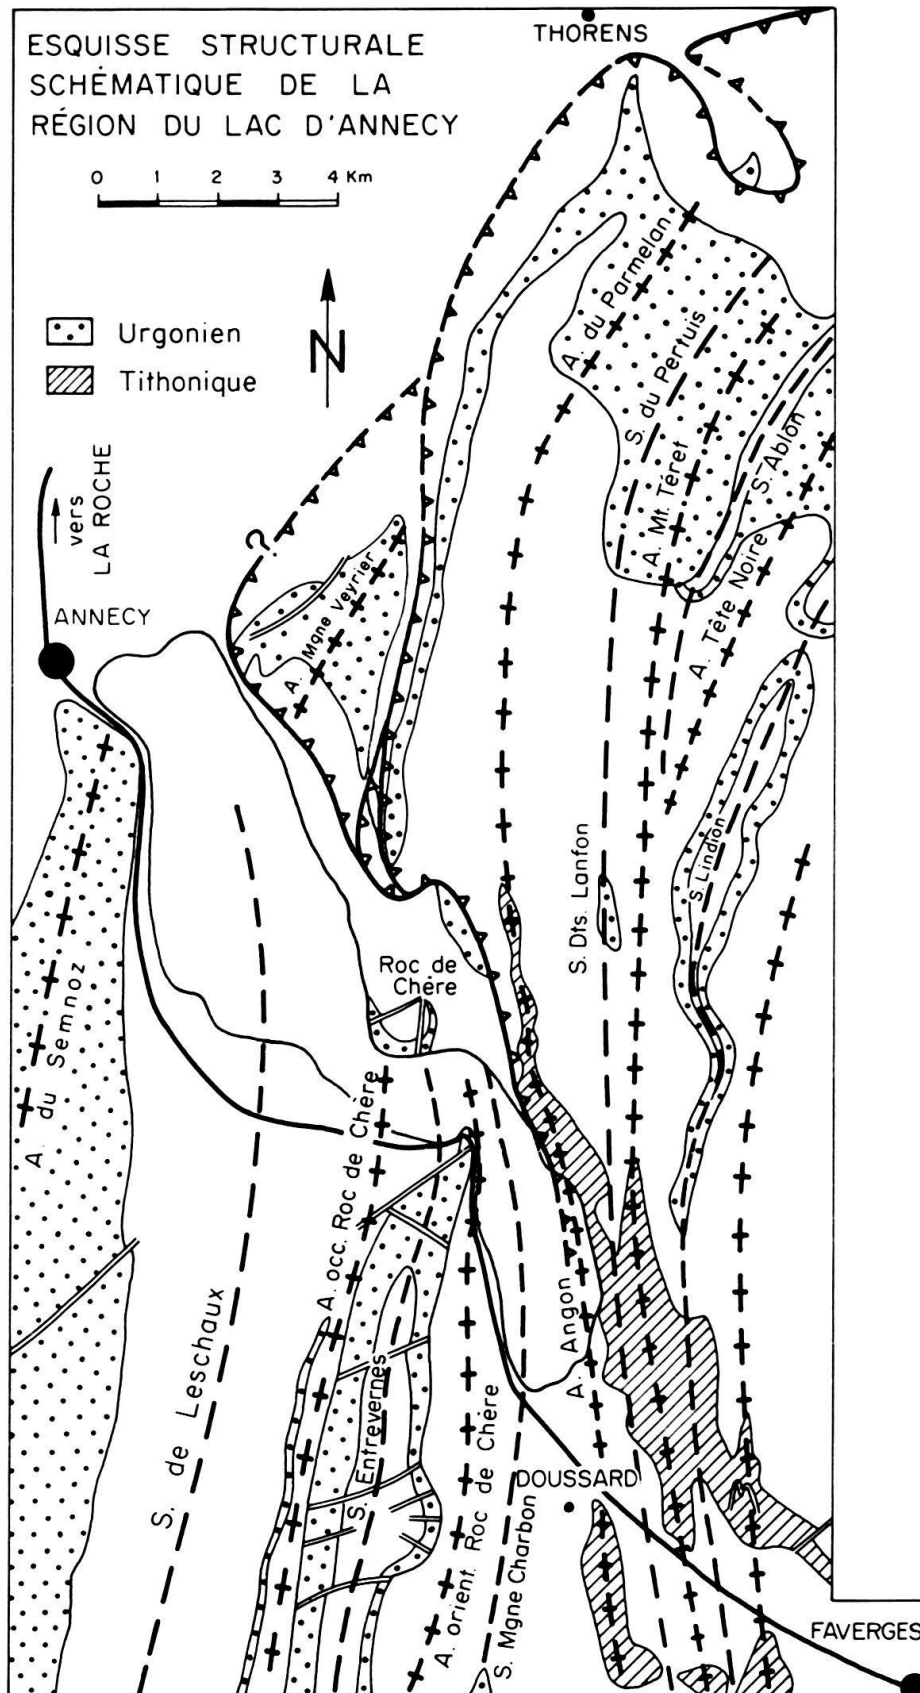 ESQUISSE STRUCTURALE
SCHÉMATIQUE DE LA
RÉGION DU LAC D'ANNECY
THORENS
0 1 2 3 4 Km
N
Urgonien
Tithonique
A. du Parmelan
S. du Pertuis
A. Mt. Téret
S. Ablon
A. Tête Noire
vers
LA ROCHE
?
A. Mgne Veyrier
ANNECY
S. Dts. Lanfon
S. Lindion
A. du Semnoz
Roc de
Chère
A. occ. Roc de Chère
S. de Leschaux
S. Entrevernes
A. orient. Roc de Chère
S. Mgne Charbon
A. Angon
DOUSSARD
FAVERGES